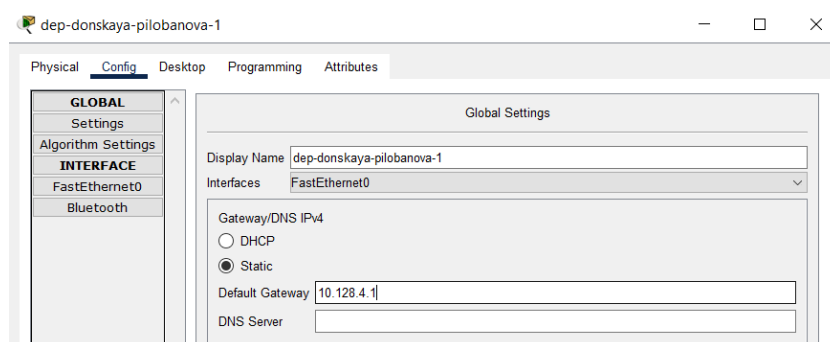 dep-donskaya-pilobanova-1
Physical Config Desktop Programming Attributes
GLOBAL
Settings
Algorithm Settings
INTERFACE
FastEthernet0
Bluetooth
Global Settings
Display Name dep-donskaya-pilobanova-1
Interfaces FastEthernet0
Gateway/DNS IPv4
DHCP
Static
Default Gateway 10.128.4.1
DNS Server